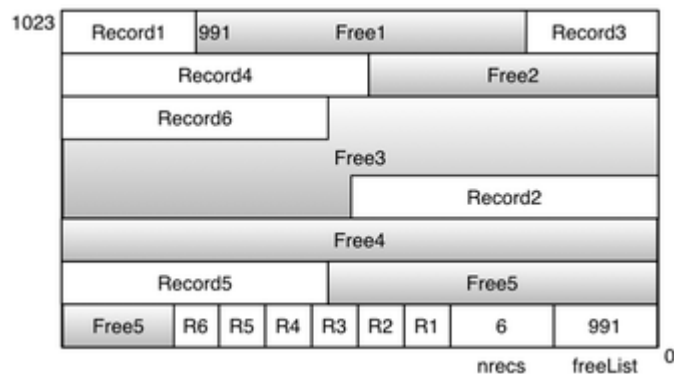 1023 Record1 991 Free1 Record3
Record4 Free2
Record6
Free3
Record2
Free4
Record5 Free5
Free5 R6 R5 R4 R3 R2 R1 6 991
0
nrecs freeList